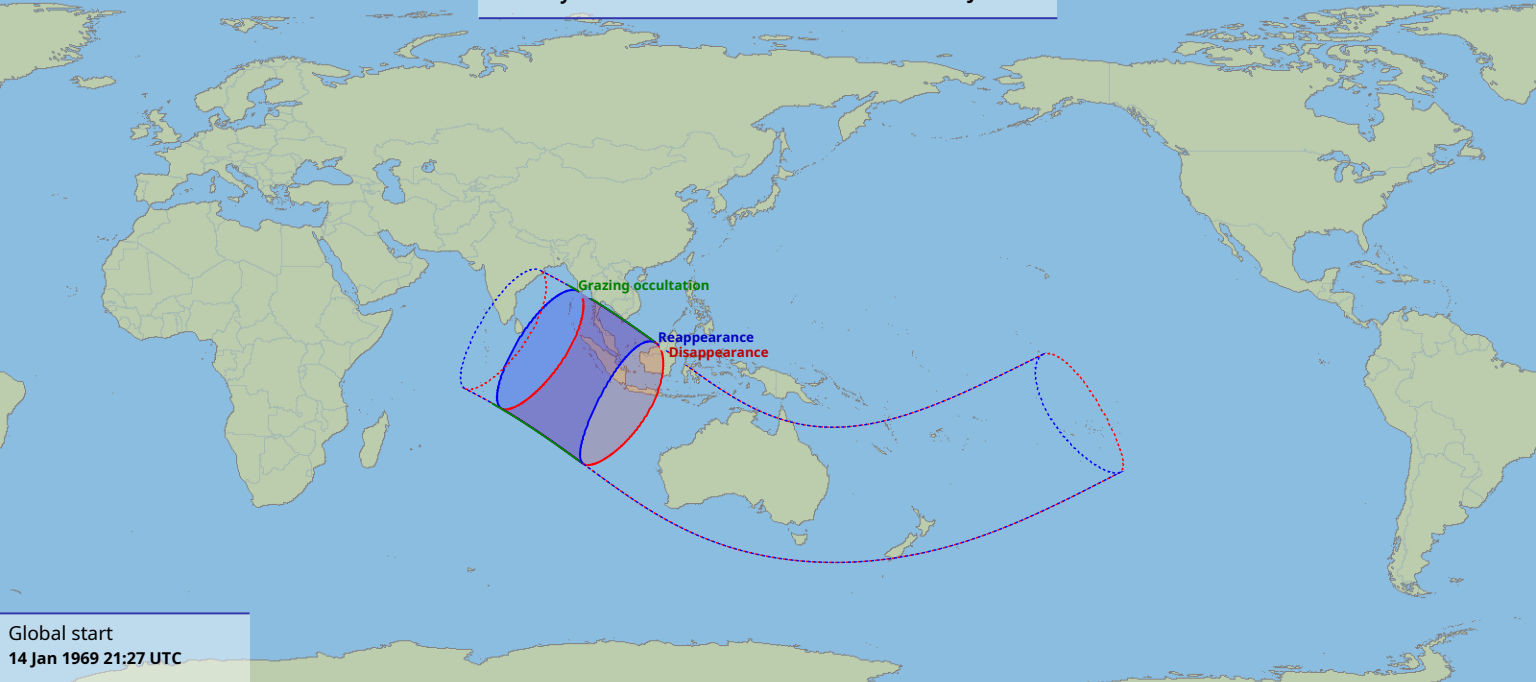 Grazing occultation
Reappearance
Disappearance
Global start
14 Jan 1969 21:27 UTC